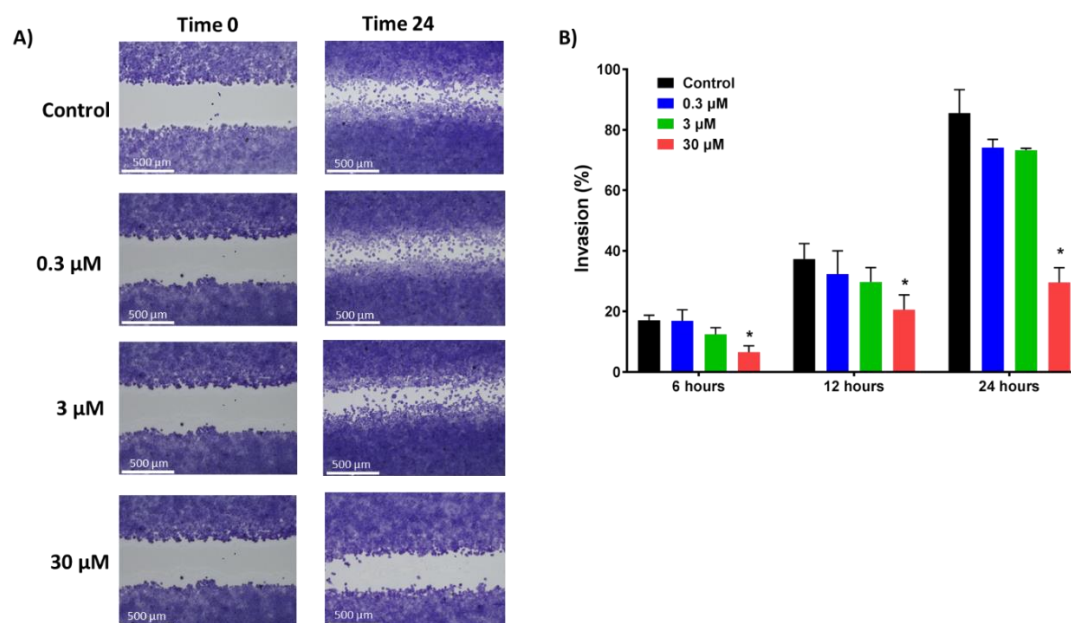 A)
Time 0
Time 24
Control
500 μm
500 μm
0.3 μM
500 μm
500 μm
3 μM
500 μm
500 μm
30 μM
500 μm
500 μm
B)
Control
0.3 μM
3 μM
30 μM
Invasion (%)
100
80
60
40
20
0
*
*
*
6 hours
12 hours
24 hours